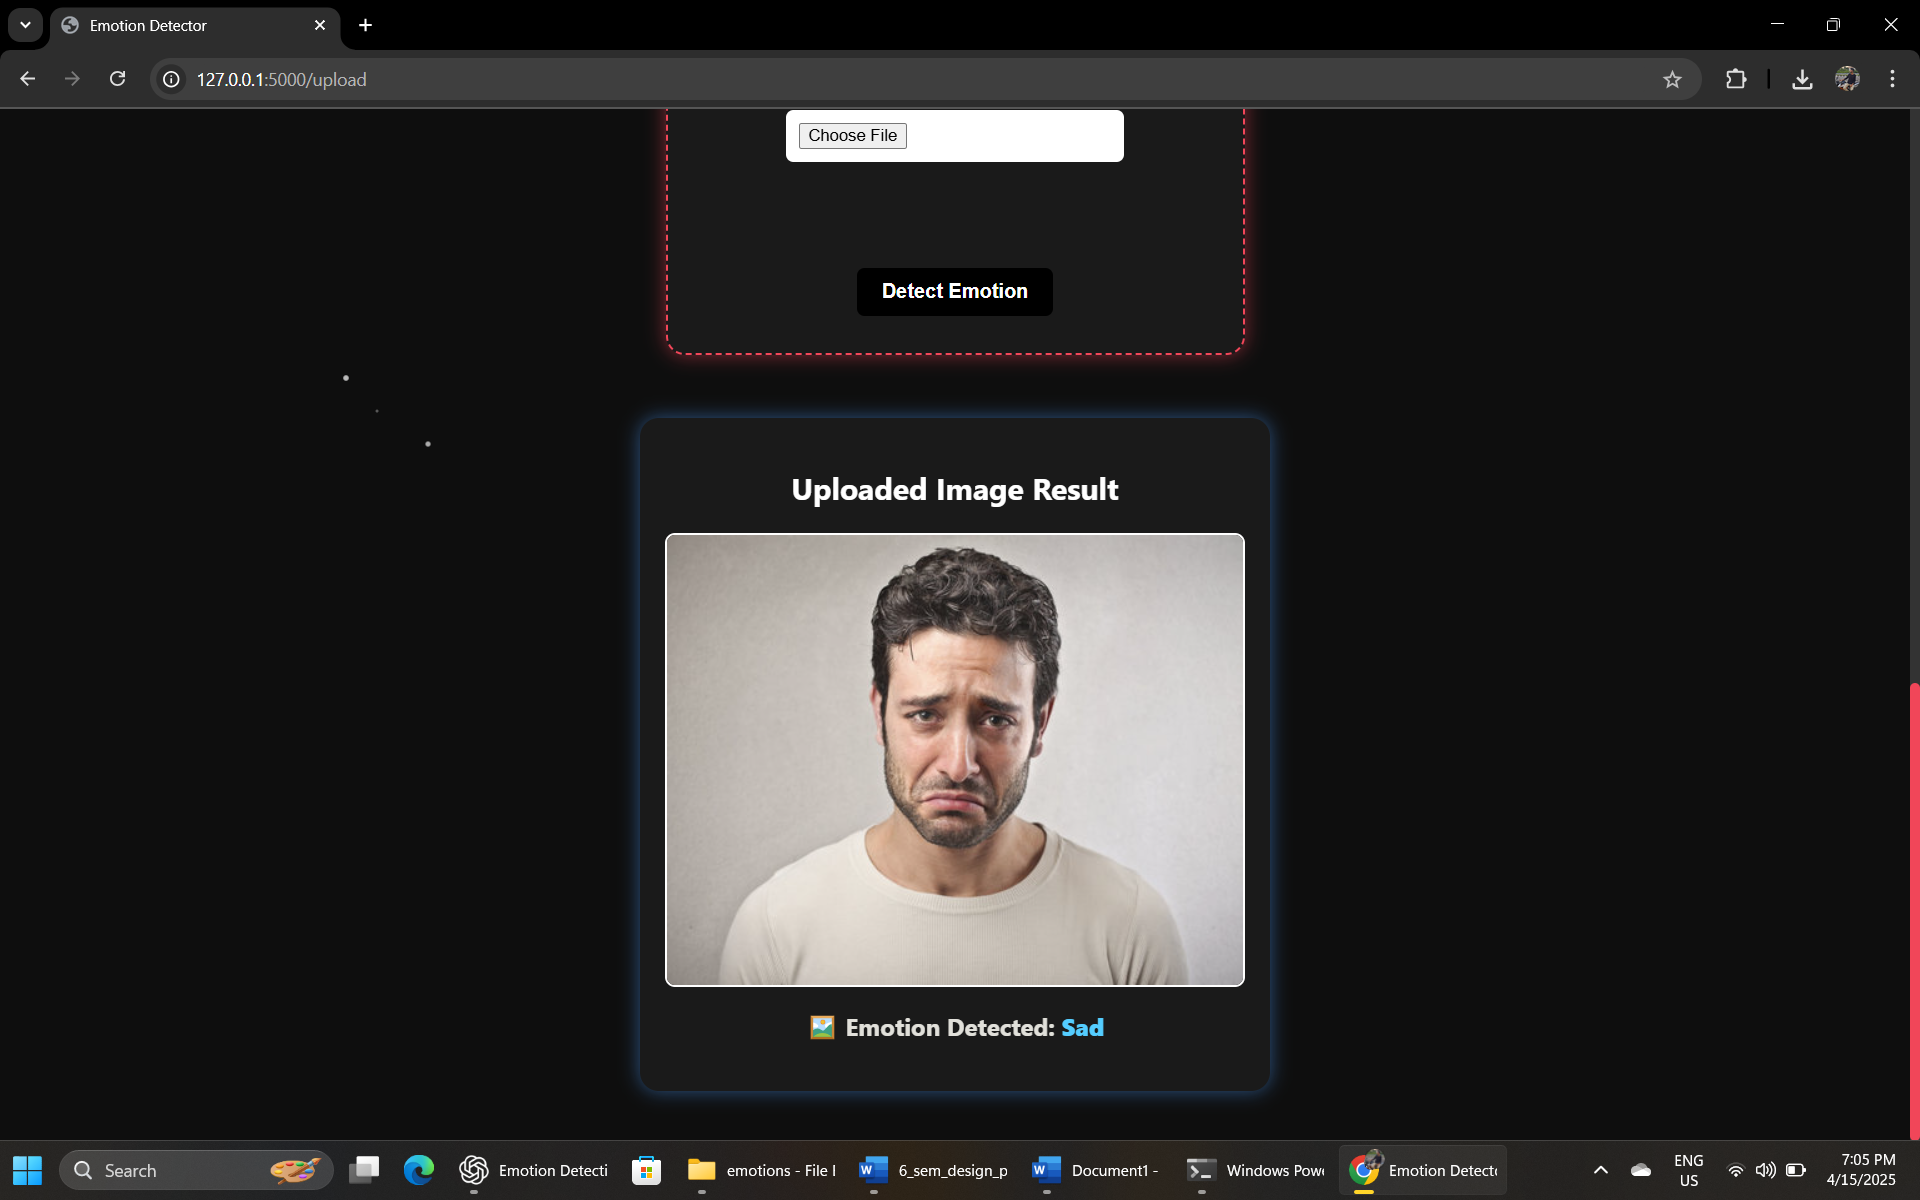 Emotion Detector
127.0.0.1:5000/upload
Choose File
Detect Emotion
Uploaded Image Result
Emotion Detected: Sad
Search
Emotion Detecti
emotions - File I
6_sem_design_p
Document1 -
Windows Pow
Emotion Detecto
ENG
US
7:05 PM
4/15/2025